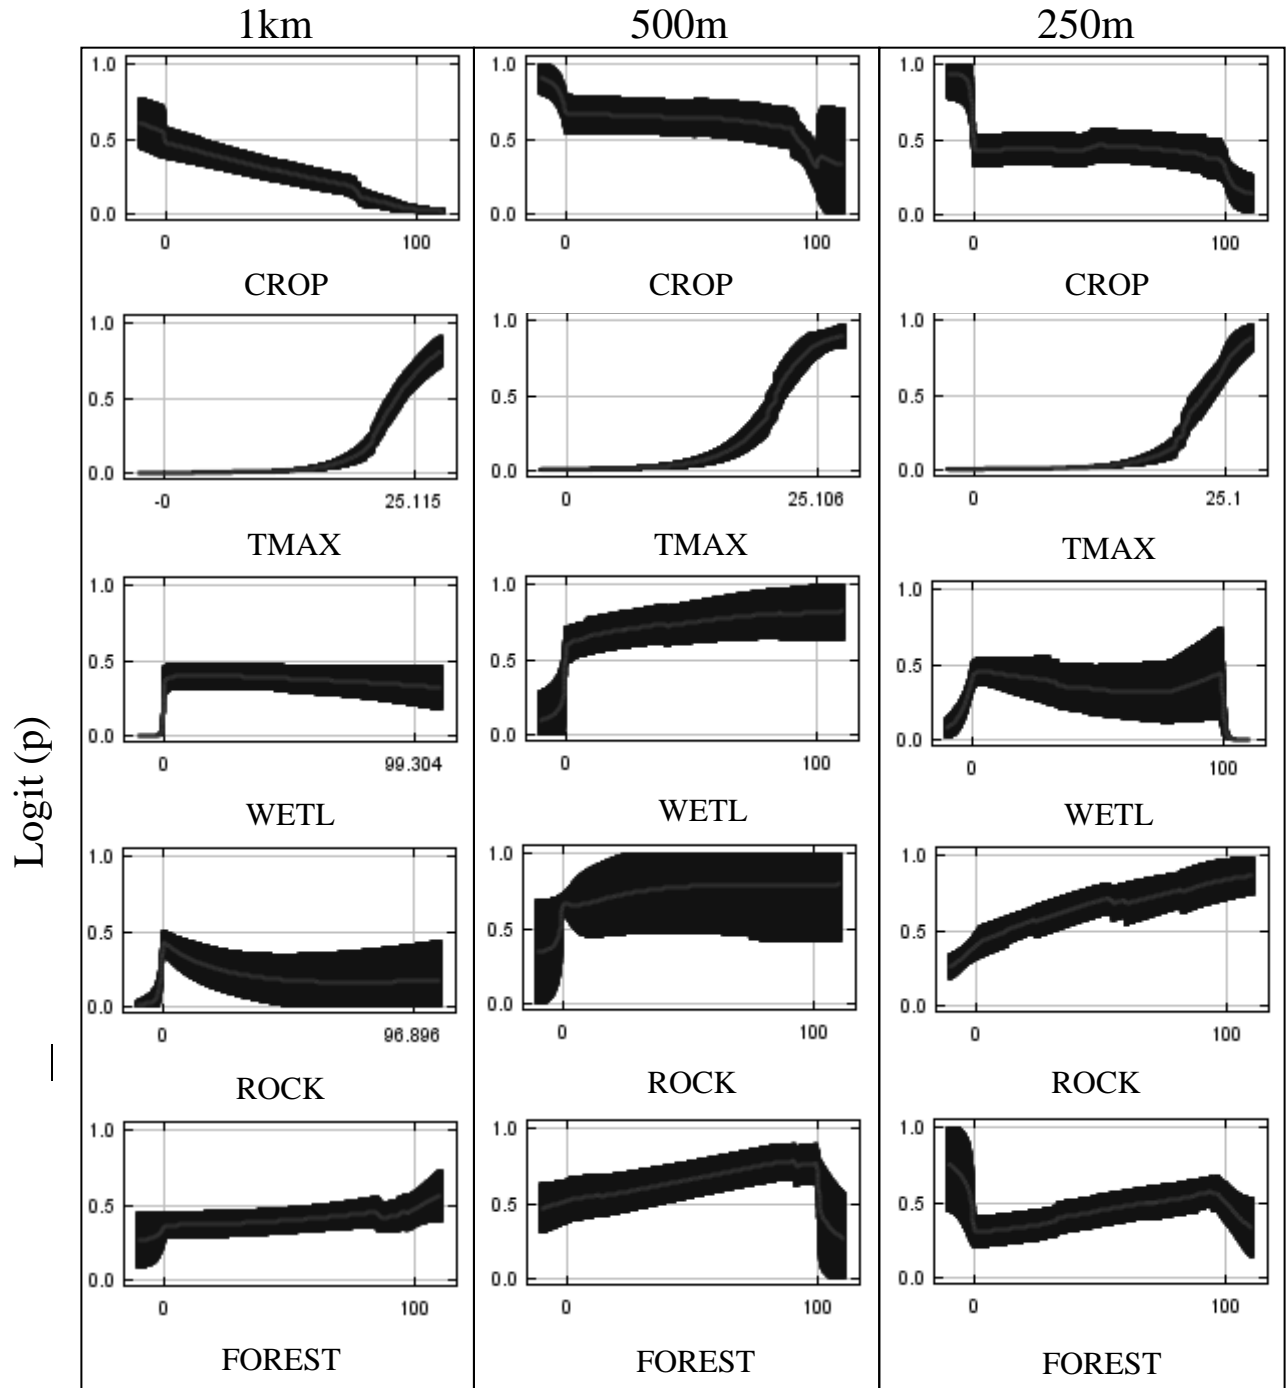 1km 500m 250m
1.0 1.0 1.0
0.5 0.5 0.5
0.0 0.0 0.0
0 100 0 100 0 100
CROP CROP CROP
1.0 1.0 1.0
0.5 0.5 0.5
0.0 0.0 0.0
-0 25.115 0 25.106 0 25.1
TMAX TMAX TMAX
1.0 1.0 1.0
0.5 0.5 0.5
0.0 0.0 0.0
0 99.304 0 100 0 100
WETL WETL WETL
Logit (p)
1.0 1.0 1.0
0.5 0.5 0.5
0.0 0.0 0.0
0 96.896 0 100 0 100
ROCK ROCK ROCK
1.0 1.0 1.0
0.5 0.5 0.5
0.0 0.0 0.0
0 100 0 100 0 100
FOREST FOREST FOREST